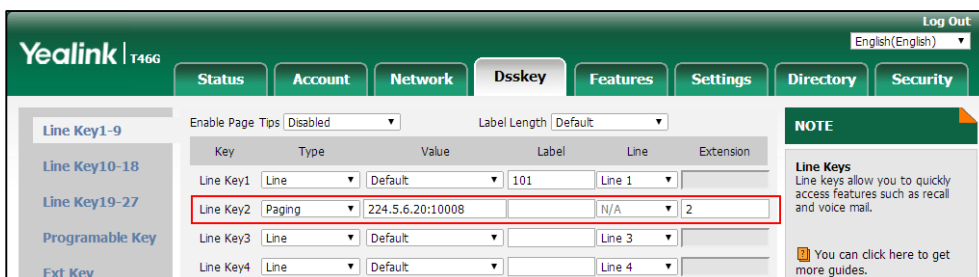 Log Out
Yealink T46G
English(English)
Status Account Network Dsskey Features Settings Directory Security
Line Key1-9
Line Key10-18
Line Key19-27
Programable Key
Ext Key
Enable Page Tips Disabled Label Length Default
Key Type Value Label Line Extension
Line Key1 Line Default 101 Line 1
Line Key2 Paging 224.5.6.20:10008 N/A 2
Line Key3 Line Default Line 3
Line Key4 Line Default Line 4
NOTE
Line Keys
Line keys allow you to quickly
access features such as recall
and voice mail.
You can click here to get
more guides.